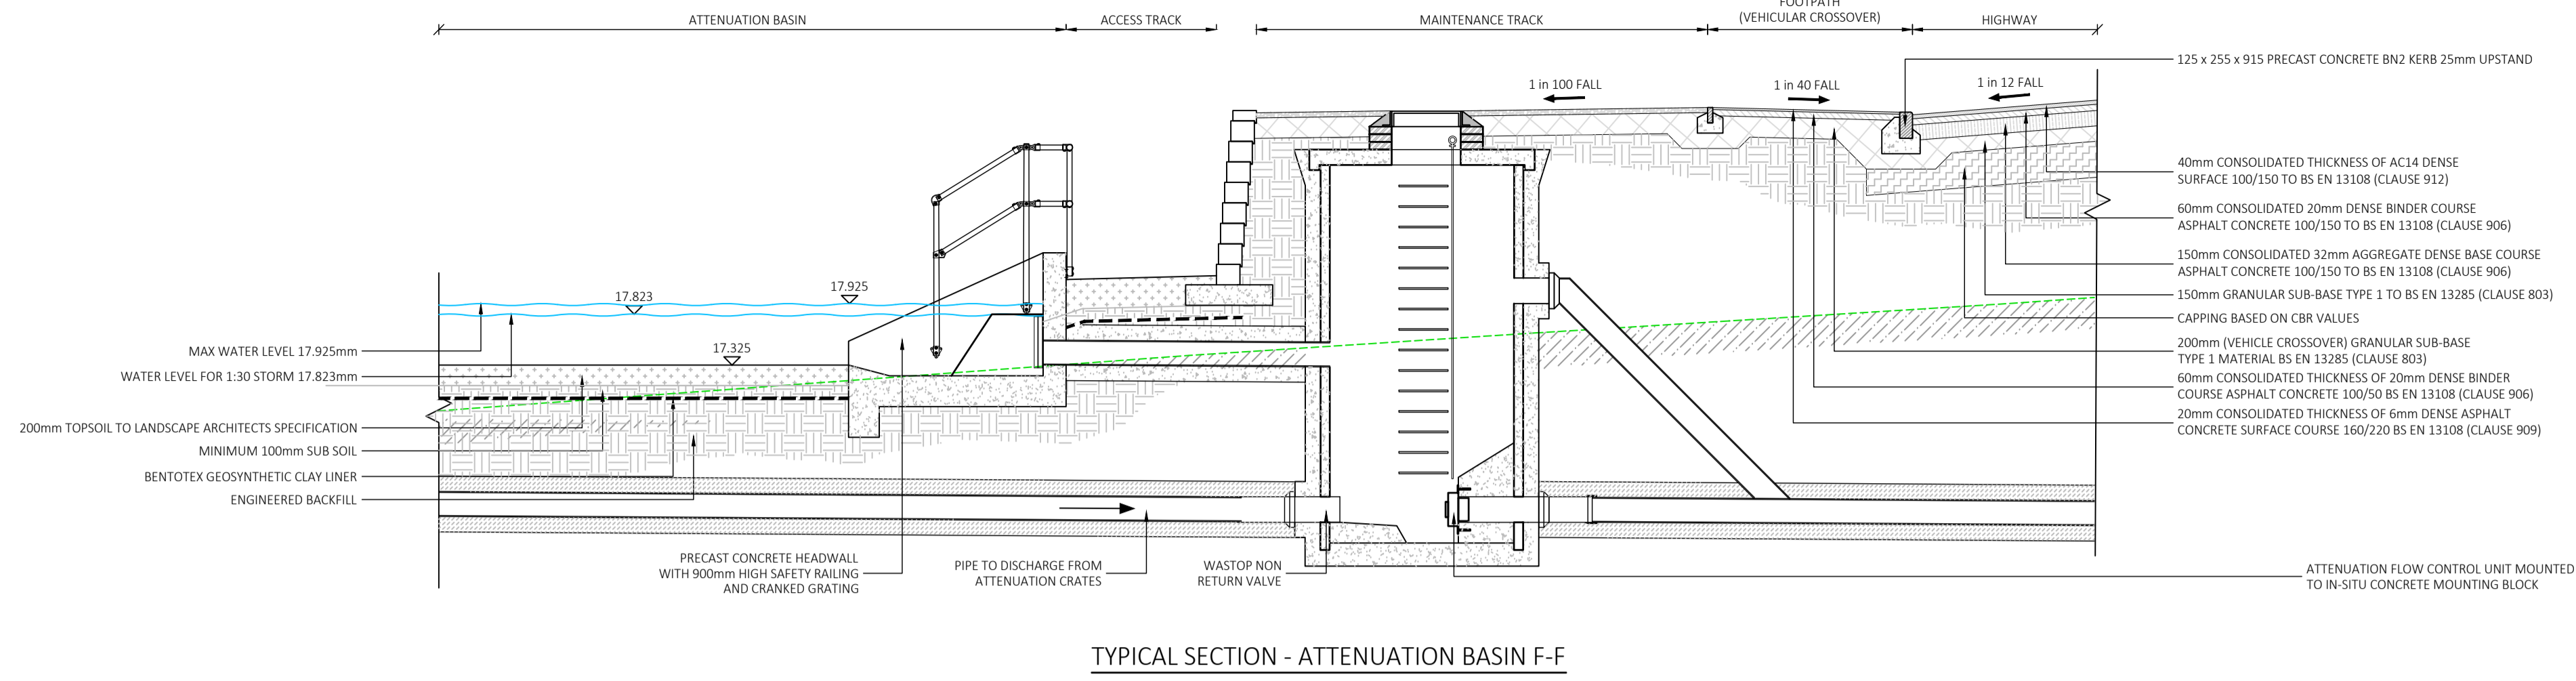 FOOTPATH
(VEHICULAR CROSSOVER)
ATTENUATION BASIN
ACCESS TRACK
MAINTENANCE TRACK
HIGHWAY
125 x 255 x 915 PRECAST CONCRETE BN2 KERB 25mm UPSTAND
1 in 100 FALL
1 in 40 FALL
1 in 12 FALL
40mm CONSOLIDATED THICKNESS OF AC14 DENSE
SURFACE 100/150 TO BS EN 13108 (CLAUSE 912)
60mm CONSOLIDATED 20mm DENSE BINDER COURSE
ASPHALT CONCRETE 100/150 TO BS EN 13108 (CLAUSE 906)
150mm CONSOLIDATED 32mm AGGREGATE DENSE BASE COURSE
ASPHALT CONCRETE 100/150 TO BS EN 13108 (CLAUSE 906)
150mm GRANULAR SUB-BASE TYPE 1 TO BS EN 13285 (CLAUSE 803)
CAPPING BASED ON CBR VALUES
200mm (VEHICLE CROSSOVER) GRANULAR SUB-BASE
TYPE 1 MATERIAL BS EN 13285 (CLAUSE 803)
60mm CONSOLIDATED THICKNESS OF 20mm DENSE BINDER
COURSE ASPHALT CONCRETE 100/50 BS EN 13108 (CLAUSE 906)
20mm CONSOLIDATED THICKNESS OF 6mm DENSE ASPHALT
CONCRETE SURFACE COURSE 160/220 BS EN 13108 (CLAUSE 909)
17.823
17.925
17.325
MAX WATER LEVEL 17.925mm
WATER LEVEL FOR 1:30 STORM 17.823mm
200mm TOPSOIL TO LANDSCAPE ARCHITECTS SPECIFICATION
MINIMUM 100mm SUB SOIL
BENTOTEX GEOSYNTHETIC CLAY LINER
ENGINEERED BACKFILL
PRECAST CONCRETE HEADWALL
WITH 900mm HIGH SAFETY RAILING
AND CRANKED GRATING
PIPE TO DISCHARGE FROM
ATTENUATION CRATES
WASTOP NON
RETURN VALVE
ATTENUATION FLOW CONTROL UNIT MOUNTED
TO IN-SITU CONCRETE MOUNTING BLOCK
TYPICAL SECTION - ATTENUATION BASIN F-F